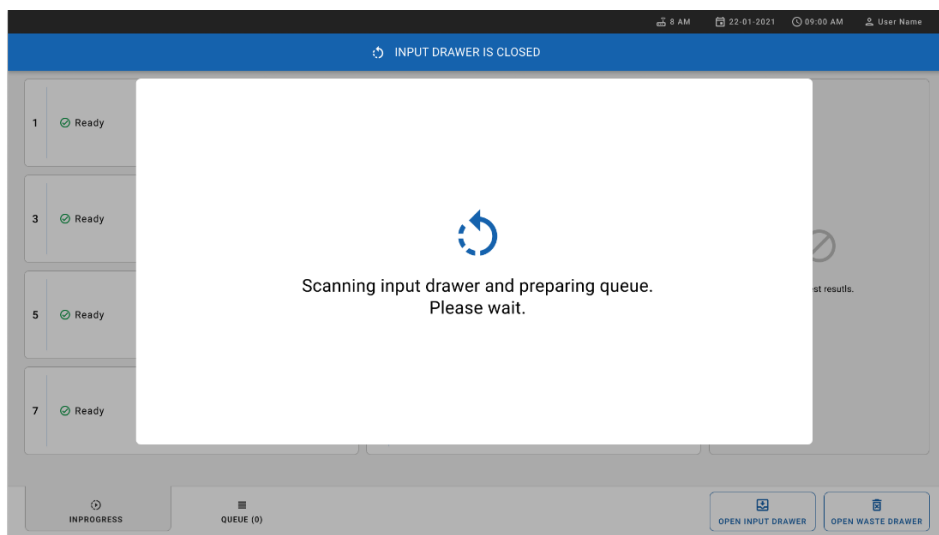 8 AM 22-01-2021 09:00 AM User Name
INPUT DRAWER IS CLOSED
1 Ready
3 Ready
Scanning input drawer and preparing queue.
Please wait.
st resutls.
5 Ready
7 Ready
INPROGRESS
QUEUE (0)
OPEN INPUT DRAWER
OPEN WASTE DRAWER